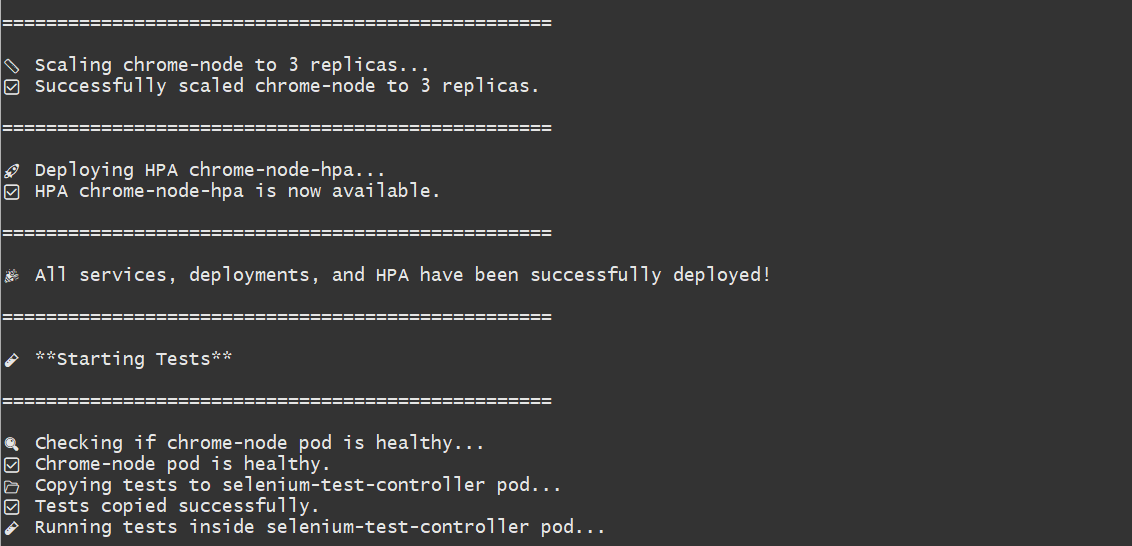 ==================================================
📏 Scaling chrome-node to 3 replicas...
✅ Successfully scaled chrome-node to 3 replicas.
==================================================
🚀 Deploying HPA chrome-node-hpa...
✅ HPA chrome-node-hpa is now available.
==================================================
🎉 All services, deployments, and HPA have been successfully deployed!
==================================================
🧪 **Starting Tests**
==================================================
🔍 Checking if chrome-node pod is healthy...
✅ Chrome-node pod is healthy.
📂 Copying tests to selenium-test-controller pod...
✅ Tests copied successfully.
🧪 Running tests inside selenium-test-controller pod...